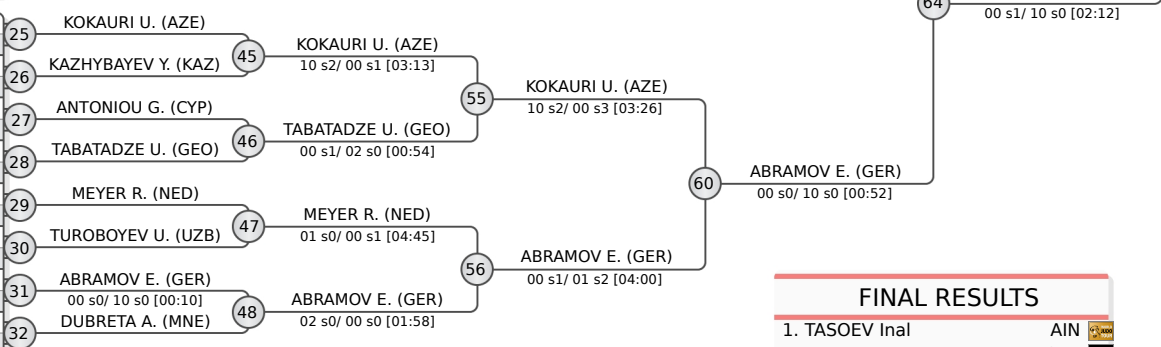 64
00 s1/ 10 s0 [02:12]
25
KOKAURI U. (AZE)
26
KAZHYBAYEV Y. (KAZ)
45
KOKAURI U. (AZE)
10 s2/ 00 s1 [03:13]
27
ANTONIOU G. (CYP)
28
TABATADZE U. (GEO)
46
TABATADZE U. (GEO)
00 s1/ 02 s0 [00:54]
55
KOKAURI U. (AZE)
10 s2/ 00 s3 [03:26]
29
MEYER R. (NED)
30
TUROBOYEV U. (UZB)
47
MEYER R. (NED)
01 s0/ 00 s1 [04:45]
31
ABRAMOV E. (GER)
00 s0/ 10 s0 [00:10]
32
DUBRETA A. (MNE)
48
ABRAMOV E. (GER)
02 s0/ 00 s0 [01:58]
56
ABRAMOV E. (GER)
00 s1/ 01 s2 [04:00]
60
ABRAMOV E. (GER)
00 s0/ 10 s0 [00:52]
FINAL RESULTS
1. TASOEV Inal AIN